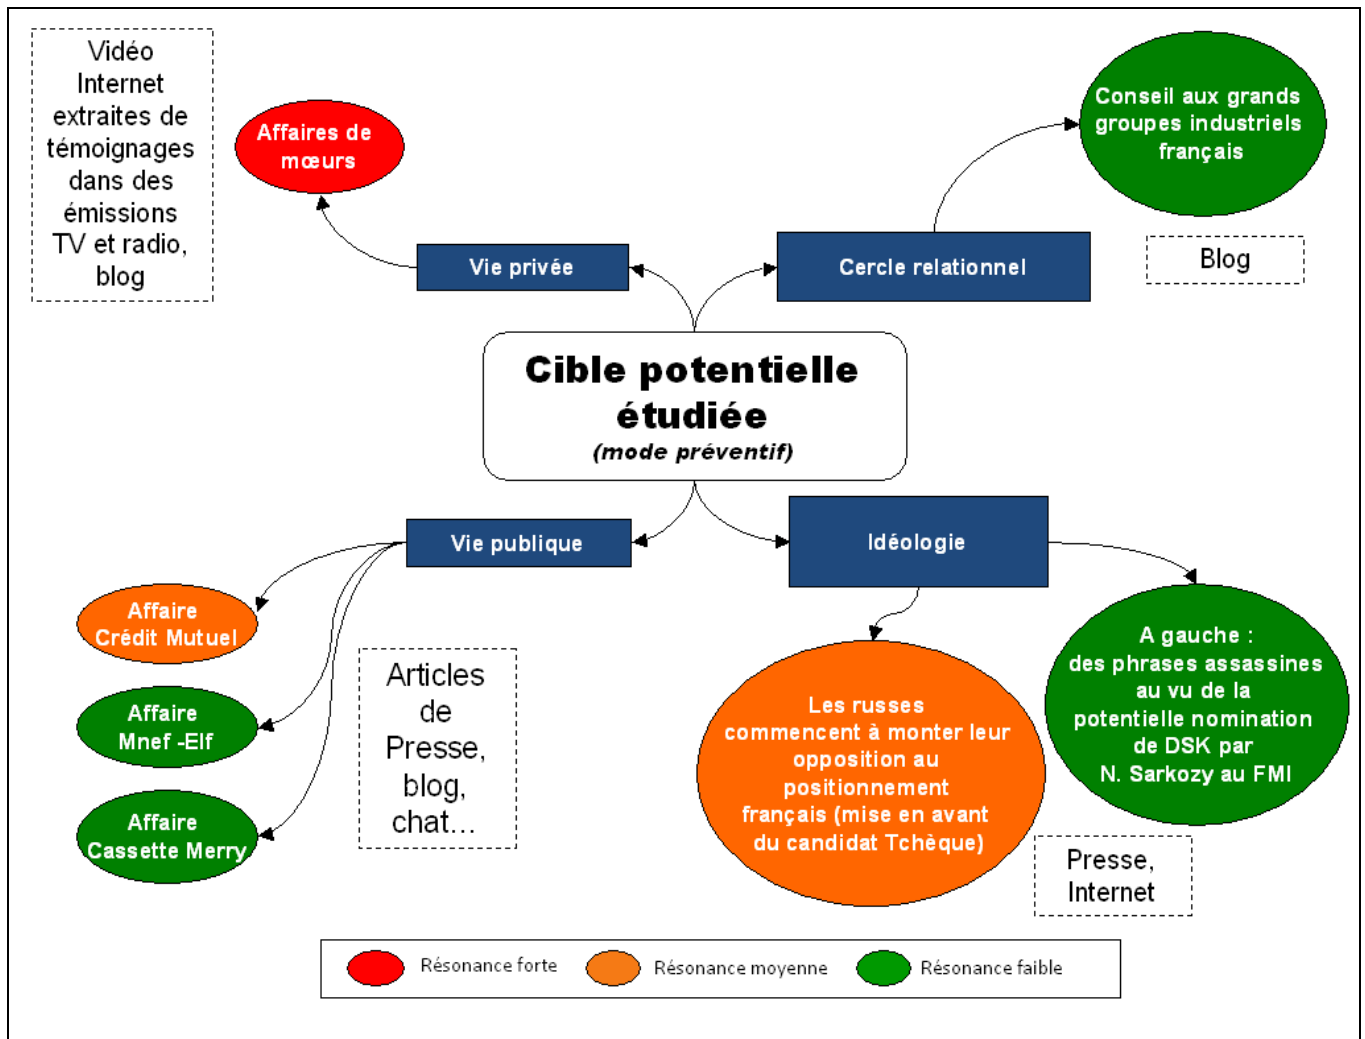 Vidéo
Internet
extraites de
témoignages
dans des
émissions
TV et radio,
blog
Affaires de
mœurs
Conseil aux grands
groupes industriels
français
Vie privée
Cercle relationnel
Blog
Cible potentielle
étudiée
(mode préventif)
Vie publique
Idéologie
Affaire
Crédit Mutuel
Affaire
Mnef -Elf
Affaire
Cassette Merry
Articles
de
Presse,
blog,
chat...
Les russes
commencent à monter leur
opposition au
positionnement
français (mise en avant
du candidat Tchèque)
A gauche :
des phrases assassines
au vu de la
potentielle nomination
de DSK par
N. Sarkozy au FMI
Presse,
Internet
Résonance forte
Résonance moyenne
Résonance faible